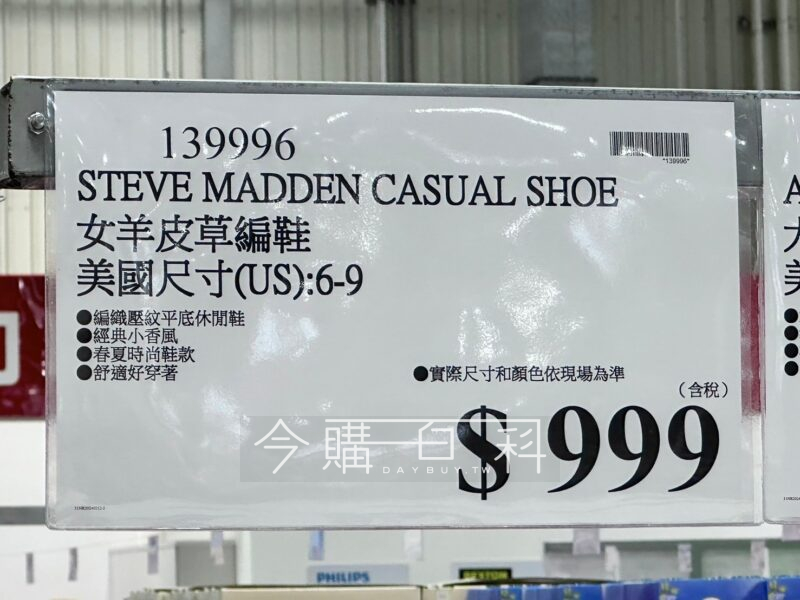 139996
"139996"
STEVE MADDEN CASUAL SHOE
女羊皮草編鞋
美國尺寸(US):6-9
●編織壓紋平底休閒鞋
●經典小香風
●春夏時尚鞋款
●舒適好穿著
●實際尺寸和顏色依現場為準
(含稅)
$ 999
今購百科
DAYBUY.TW
PHILIPS